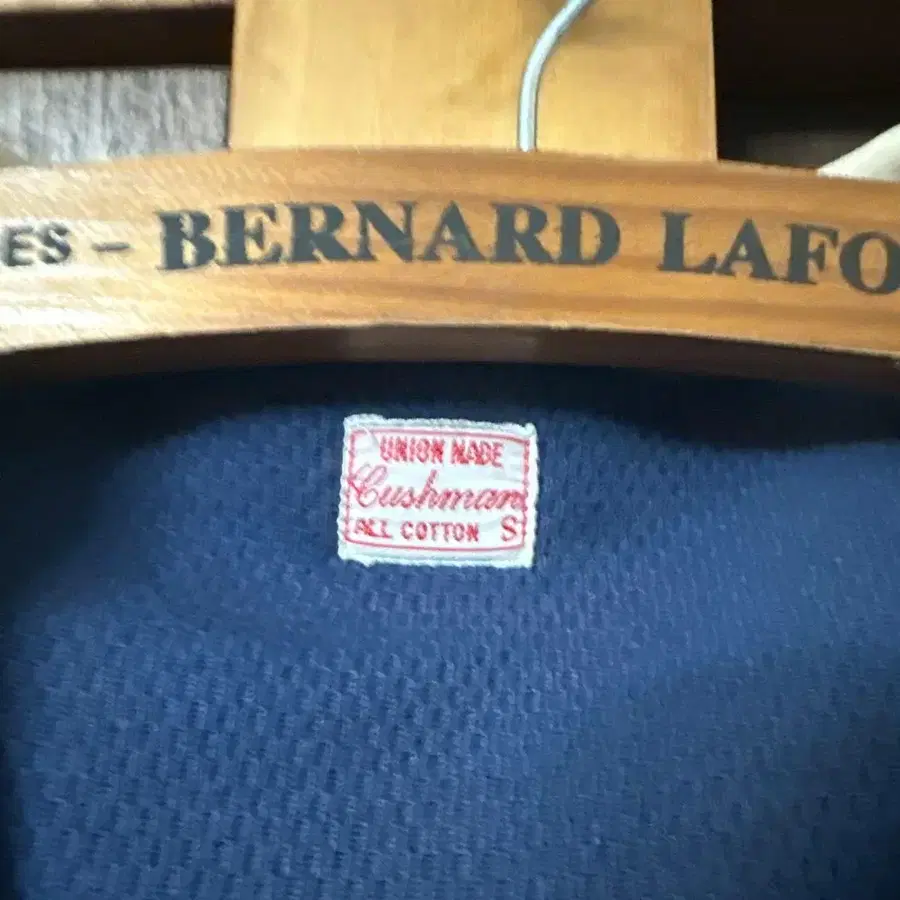 ES – BERNARD LAFO
UNION MADE
Cushman
ALL COTTON S